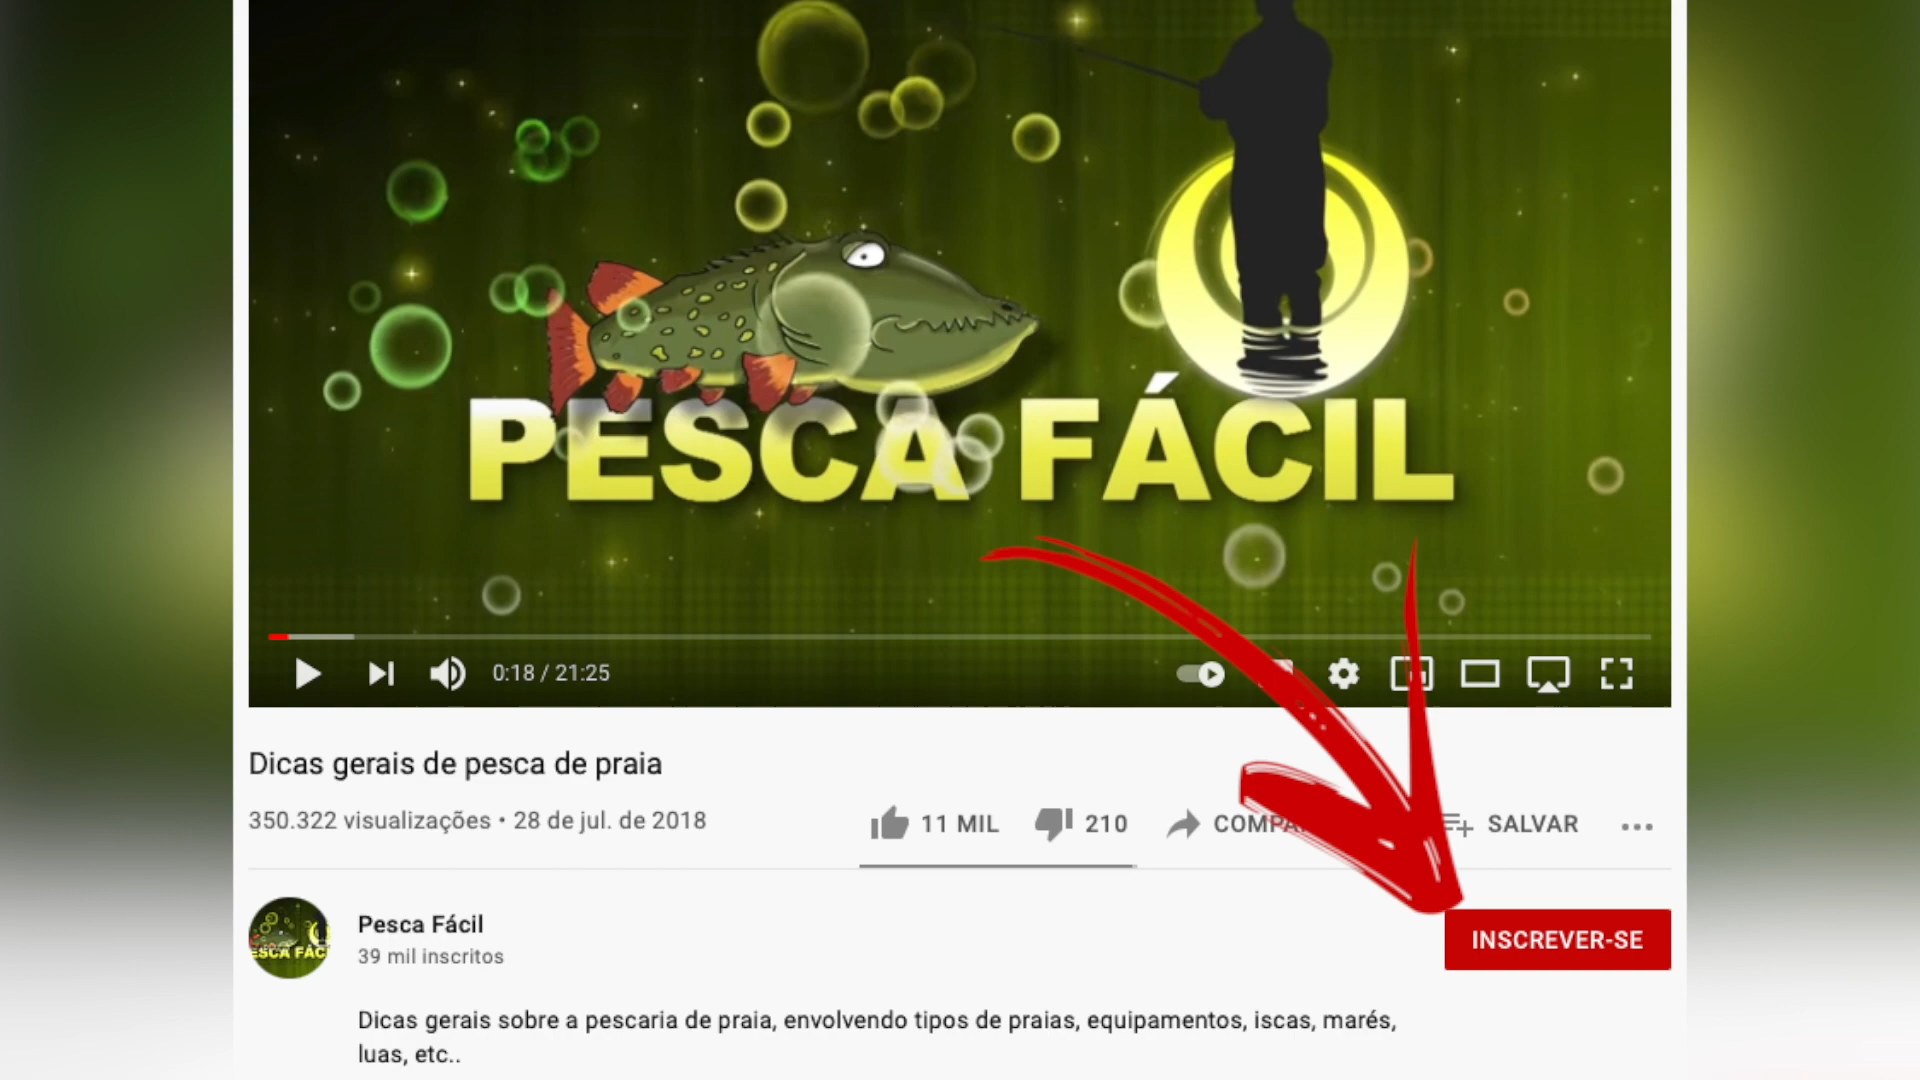 PESCA FÁCIL
0:18 / 21:25
Dicas gerais de pesca de praia
350.322 visualizações • 28 de jul. de 2018
11 MIL
210
SALVAR
Pesca Fácil
39 mil inscritos
INSCREVER-SE
Dicas gerais sobre a pescaria de praia, envolvendo tipos de praias, equipamentos, iscas, marés,
luas, etc..